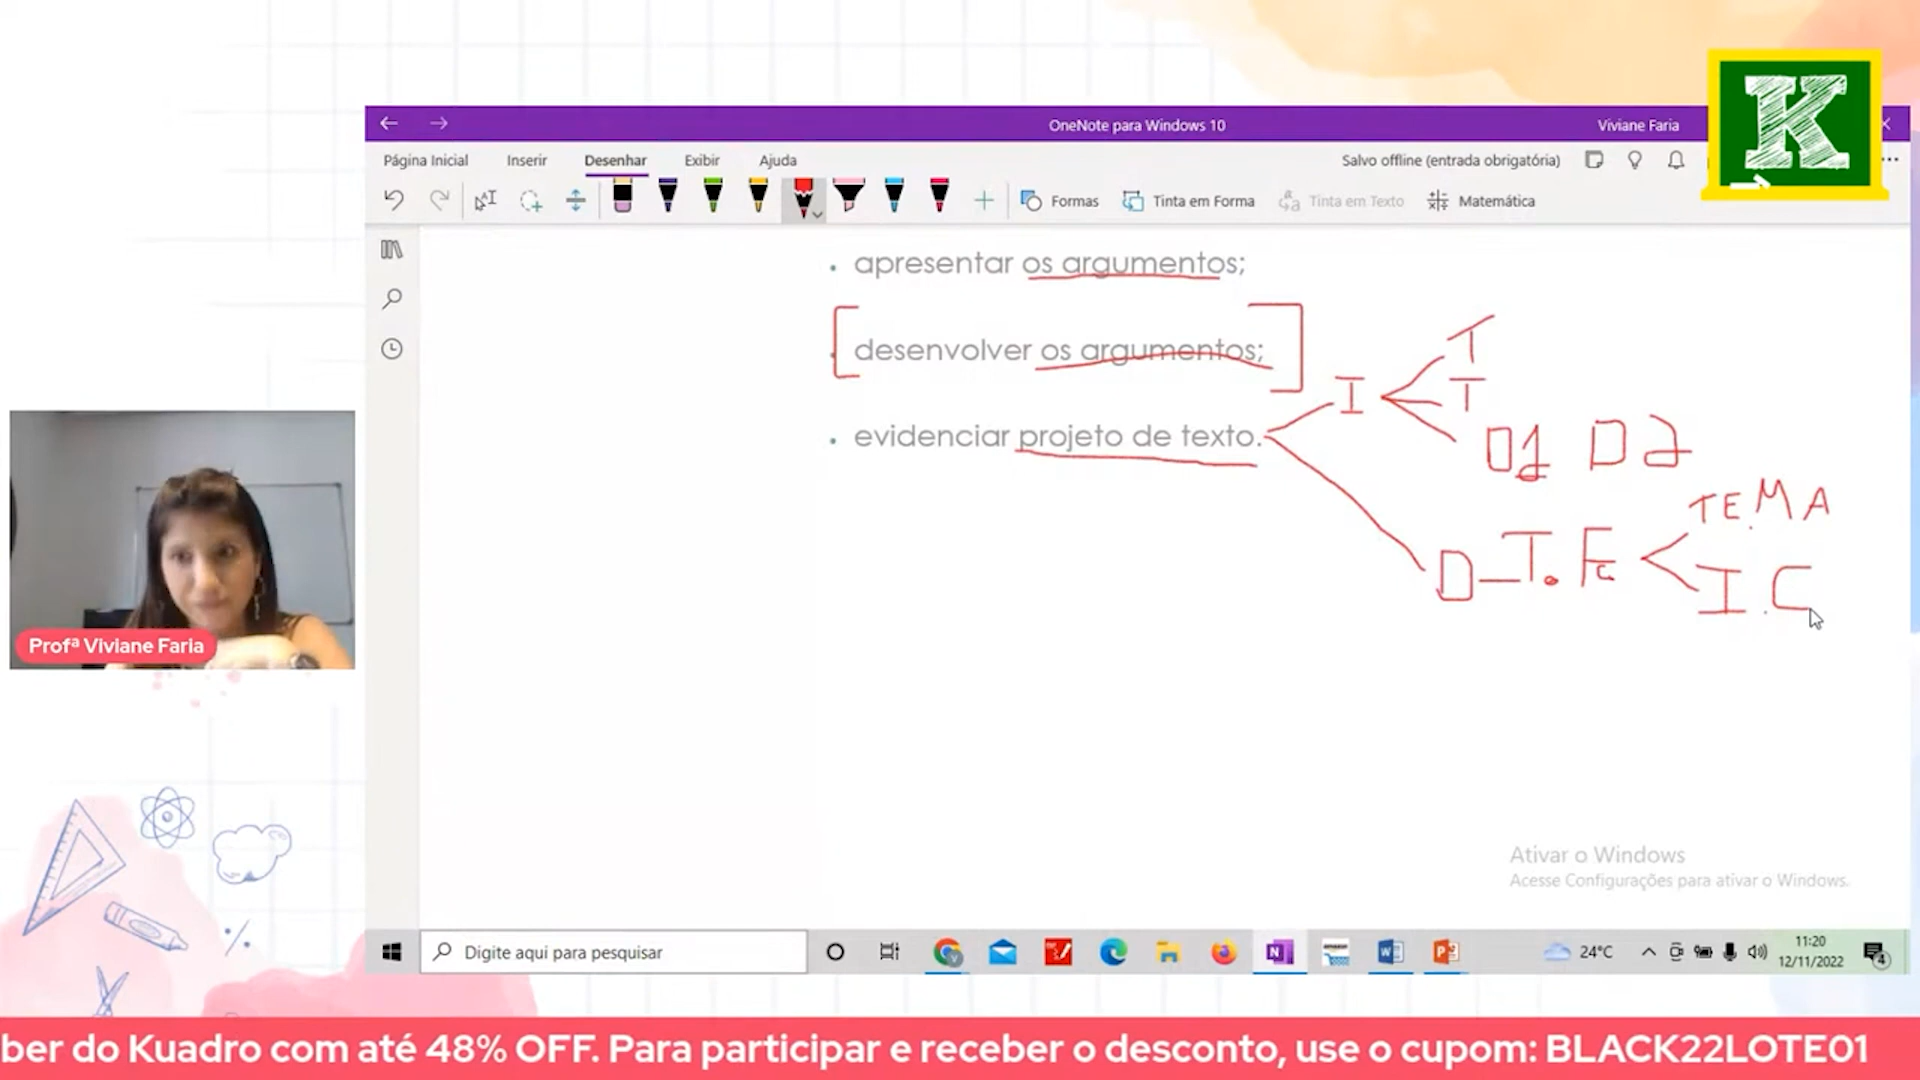 K
OneNote para Windows 10
Viviane Faria
Página Inicial Inserir Desenhar Exibir Ajuda
Salvo offline (entrada obrigatória)
Formas Tinta em Forma Tinta em Texto Matemática
apresentar os argumentos;
desenvolver os argumentos;
evidenciar projeto de texto.
I
T
T
D1 D2
D_T.F.
TEMA
I.C
Profª Viviane Faria
Ativar o Windows
Acesse Configurações para ativar o Windows.
Digite aqui para pesquisar
24°C
11:20
12/11/2022
4
ber do Kuadro com até 48% OFF. Para participar e receber o desconto, use o cupom: BLACK22LOTE01